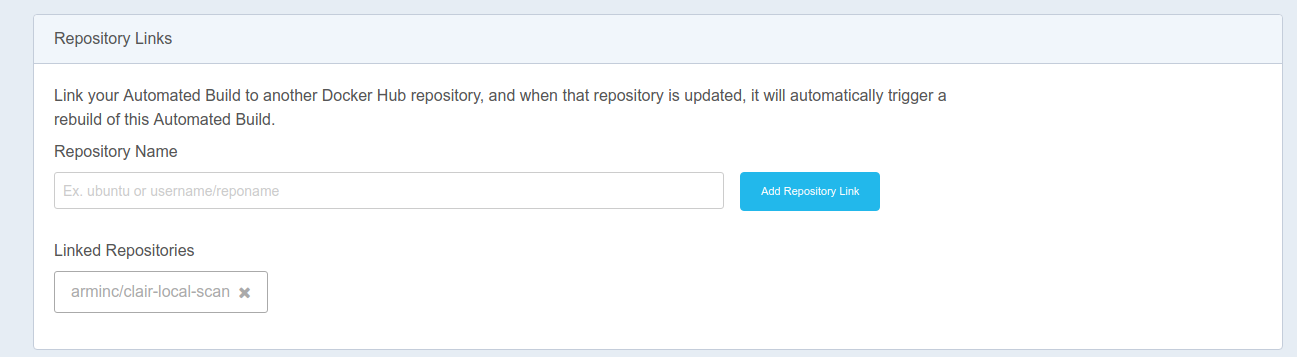 Repository Links
Link your Automated Build to another Docker Hub repository, and when that repository is updated, it will automatically trigger a
rebuild of this Automated Build.
Repository Name
Ex. ubuntu or username/reponame
Add Repository Link
Linked Repositories
arminc/clair-local-scan